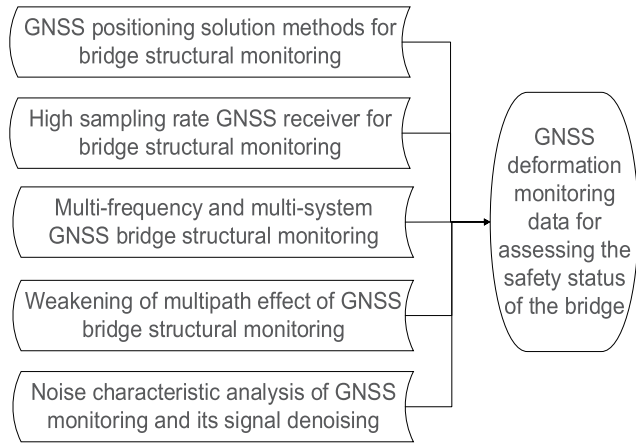 GNSS positioning solution methods for
bridge structural monitoring
High sampling rate GNSS receiver for
bridge structural monitoring
Multi-frequency and multi-system
GNSS bridge structural monitoring
Weakening of multipath effect of GNSS
bridge structural monitoring
Noise characteristic analysis of GNSS
monitoring and its signal denoising
GNSS
deformation
monitoring
data for
assessing the
safety status
of the bridge